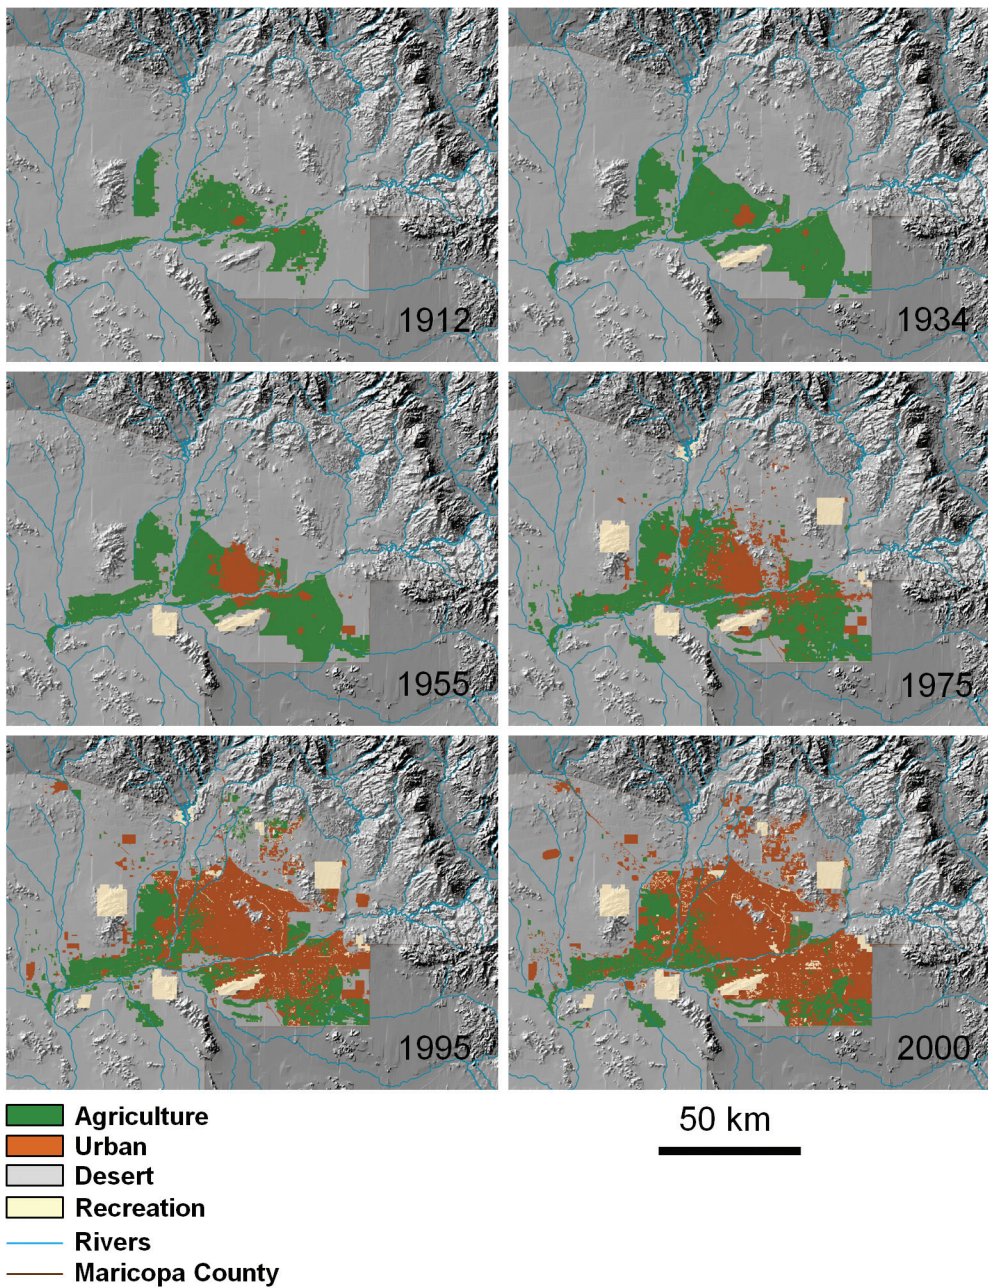 1912
1934
1955
1975
1995
2000
Agriculture
Urban
Desert
Recreation
Rivers
Maricopa County
50 km